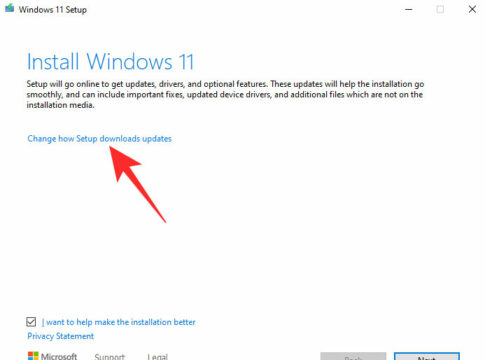 Windows 11 Setup
Install Windows 11
Setup will go online to get updates, drivers, and optional features. These updates will help the installation go
smoothly, and can include important fixes, updated device drivers, and additional files which are not on the
installation media.
Change how Setup downloads updates
I want to help make the installation better
Privacy Statement
Microsoft Support Legal Back Next